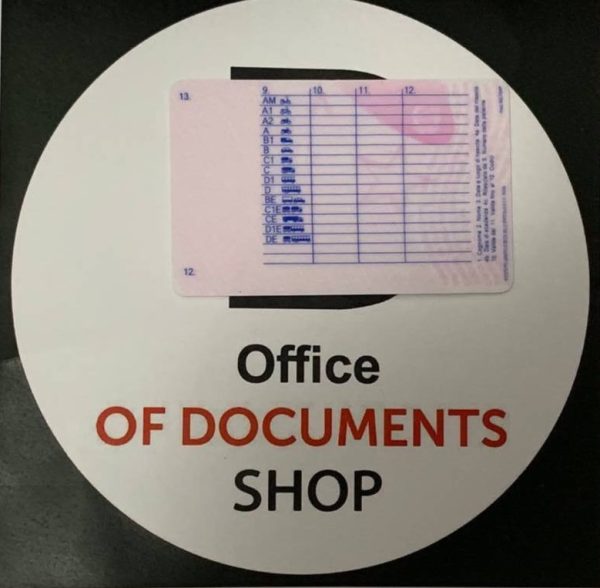 13.
9. 10. 11. 12.
AM
A1
A2
A
B1
B
C1
C
D1
D
BE
C1E
CE
D1E
DE
12.
Office
OF DOCUMENTS
SHOP